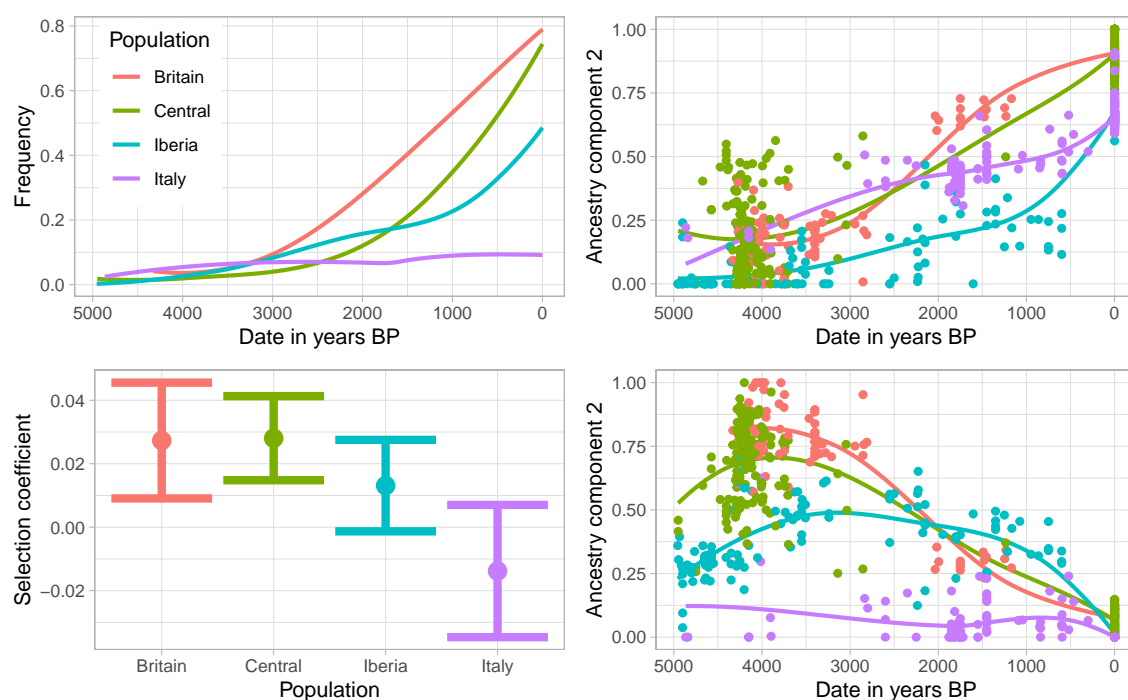 Population
Britain
Central
Iberia
Italy
Frequency
0.8
0.6
0.4
0.2
0.0
5000 4000 3000 2000 1000 0
Date in years BP
Ancestry component 2
1.00
0.75
0.50
0.25
0.00
5000 4000 3000 2000 1000 0
Date in years BP
Selection coefficient
0.04
0.02
0.00
−0.02
Britain Central Iberia Italy
Population
Ancestry component 2
1.00
0.75
0.50
0.25
0.00
5000 4000 3000 2000 1000 0
Date in years BP